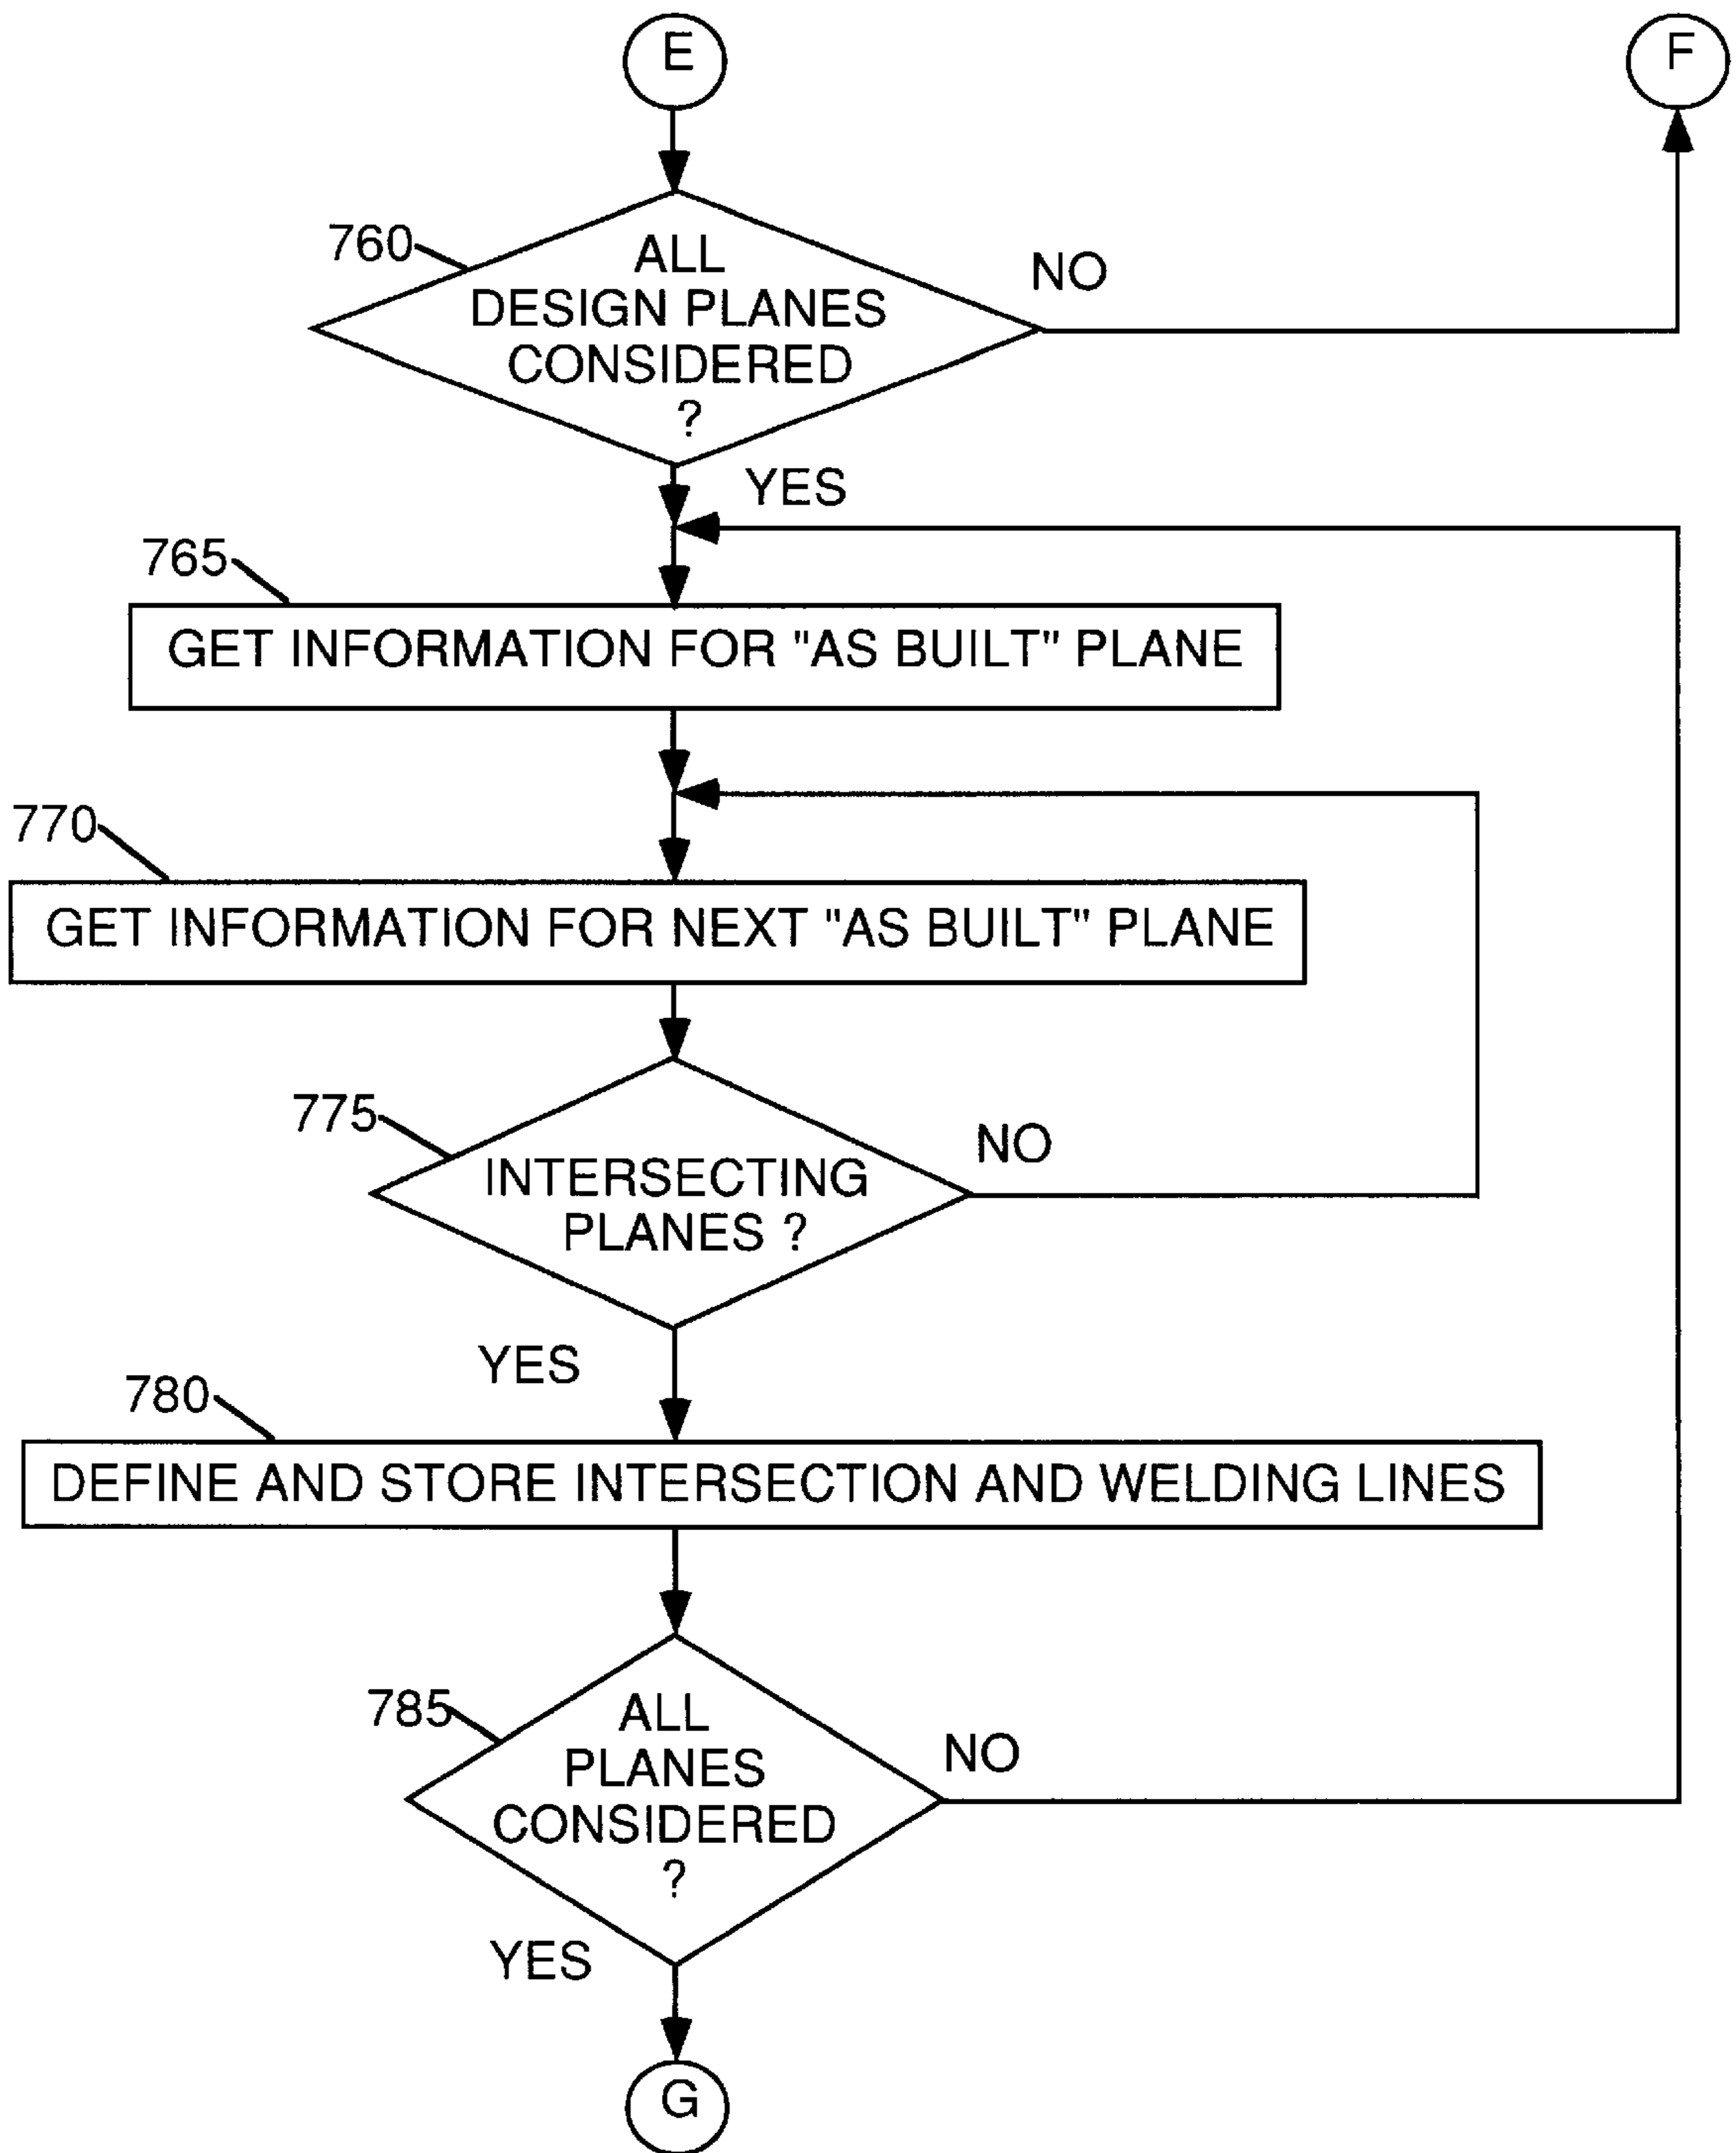 E
F
760
ALL
DESIGN PLANES
CONSIDERED
?
NO
YES
765
GET INFORMATION FOR "AS BUILT" PLANE
770
GET INFORMATION FOR NEXT "AS BUILT" PLANE
775
INTERSECTING
PLANES ?
NO
YES
780
DEFINE AND STORE INTERSECTION AND WELDING LINES
785
ALL
PLANES
CONSIDERED
?
NO
YES
G